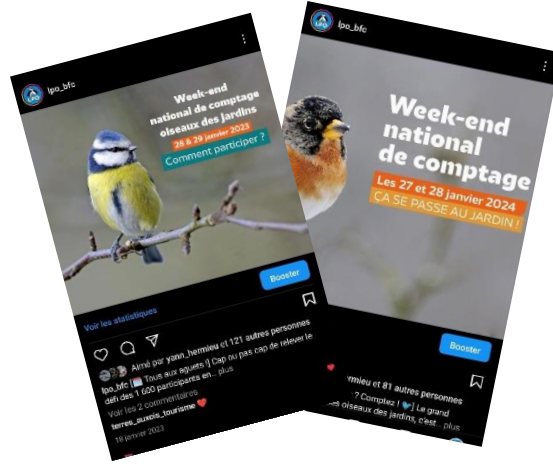 LPO
lpo_bfc
Week-end
national de comptage
oiseaux des jardins
28 & 29 janvier 2023
Comment participer ?
Booster
Voir les statistiques
Aimé par yann_hermieu et 121 autres personnes
lpo_bfc [🗓️ Tous aux aguets !] Cap ou pas cap de relever le
défi des 1 600 participants en... plus
Voir les 2 commentaires
terres_auxois_tourisme ❤️
18 janvier 2023
LPO
lpo_bfc
Week-end
national
de comptage
Les 27 et 28 janvier 2024
ÇA SE PASSE AU JARDIN !
Booster
et 81 autres personnes
? Comptez ! 🐦] Le grand
oiseaux des jardins, c'est... plus